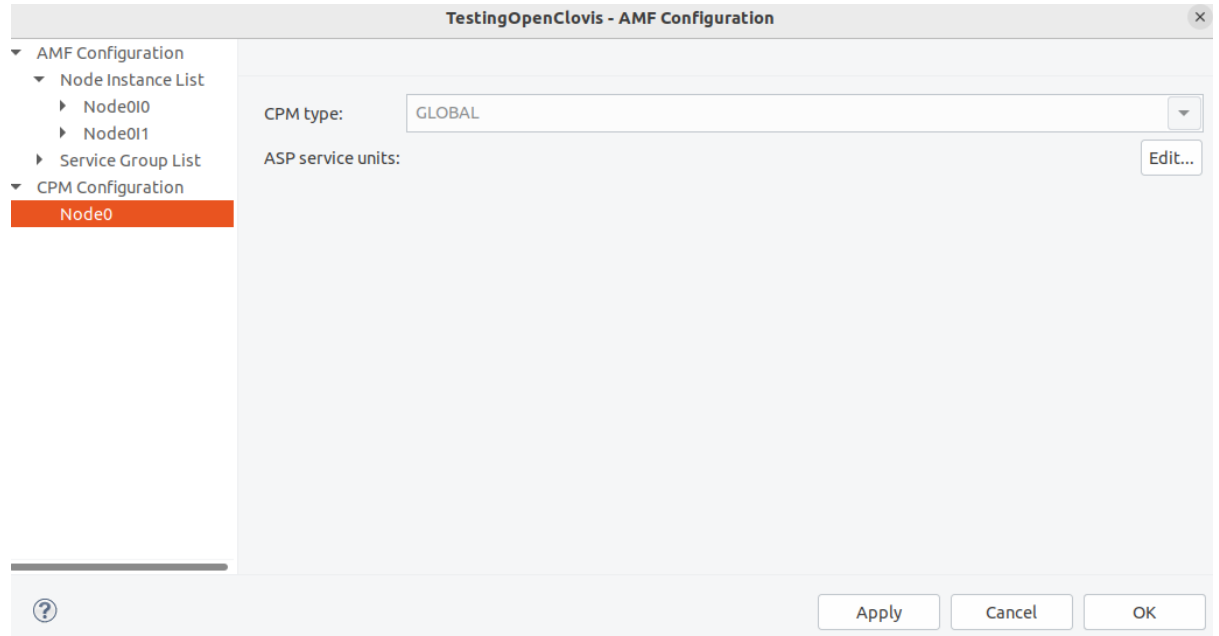 TestingOpenClovis - AMF Configuration
AMF Configuration
Node Instance List
Node0I0
Node0I1
Service Group List
CPM Configuration
Node0
CPM type:
GLOBAL
ASP service units:
Edit...
Apply
Cancel
OK